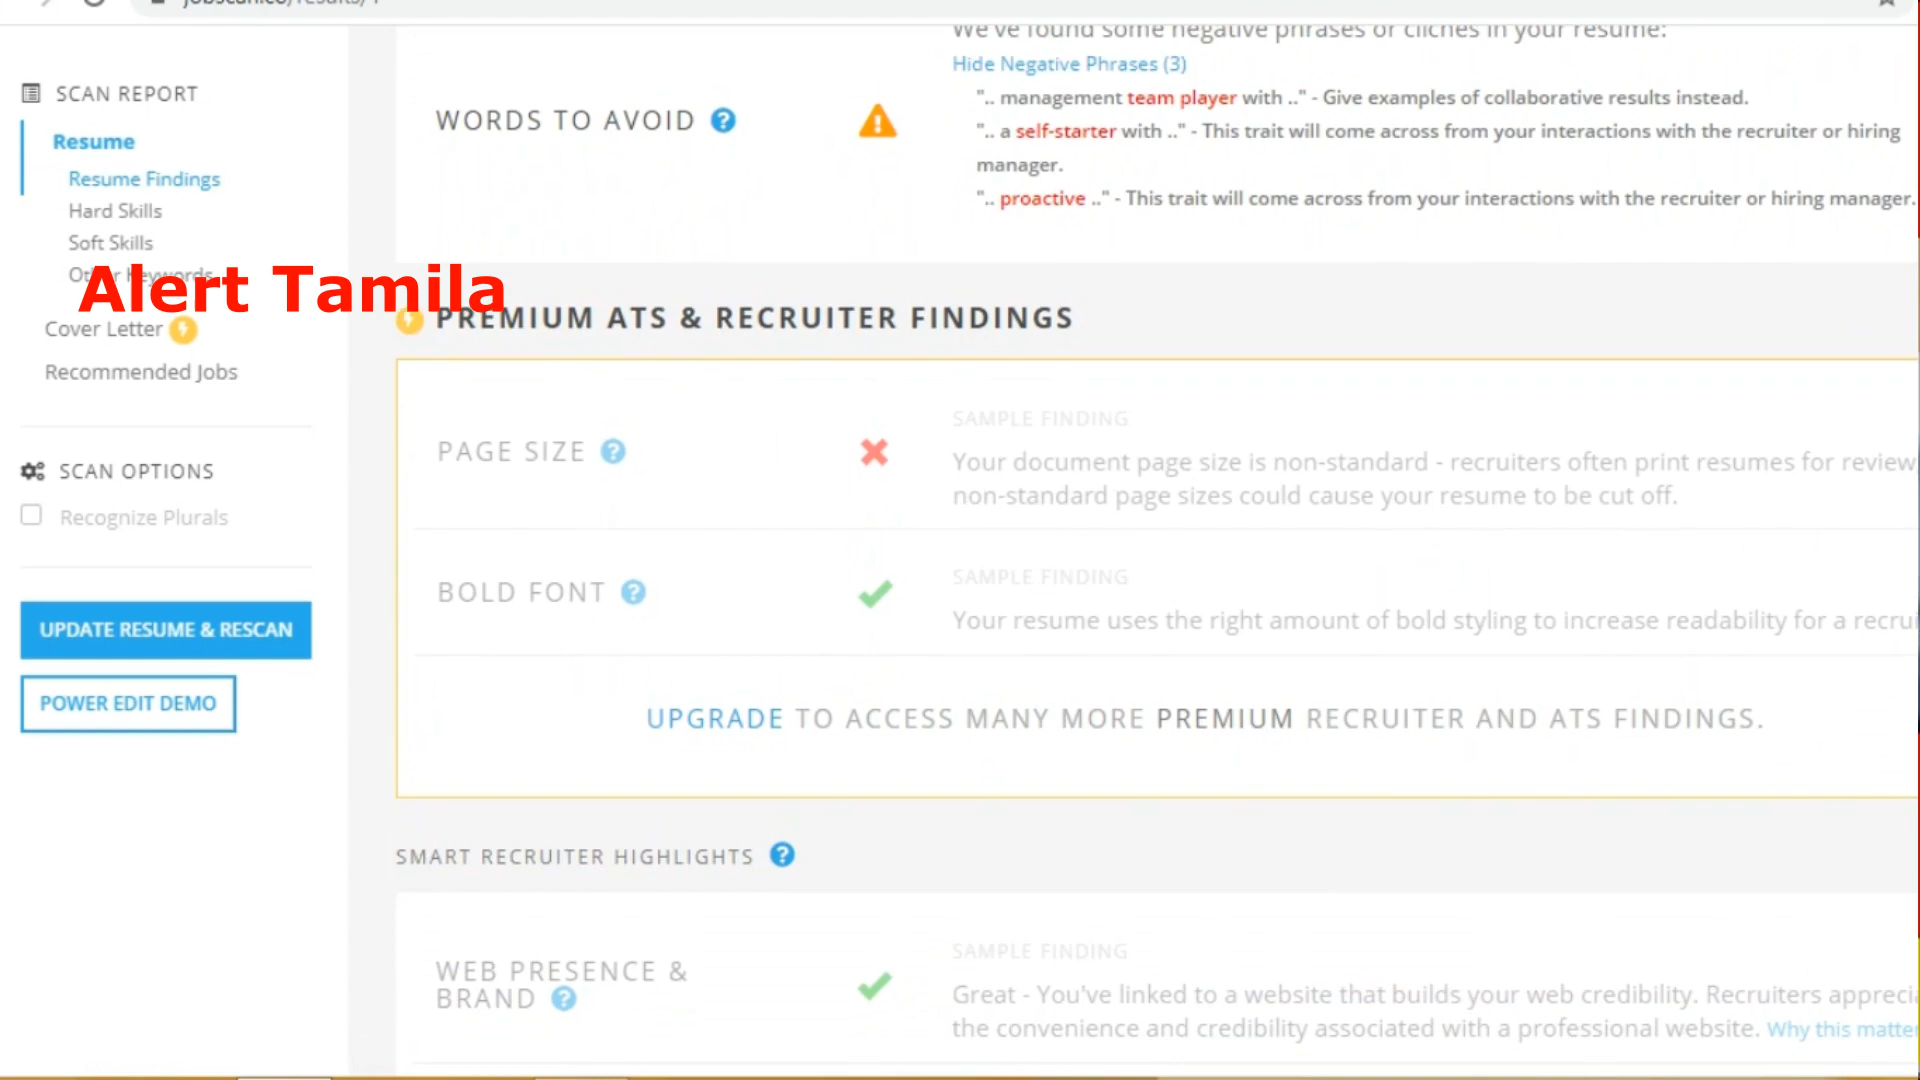 We've found some negative phrases or clichés in your resume:
Hide Negative Phrases (3)
SCAN REPORT
Resume
Resume Findings
Hard Skills
Soft Skills
Other Keywords
Alert Tamila
Cover Letter
Recommended Jobs
SCAN OPTIONS
Recognize Plurals
UPDATE RESUME & RESCAN
POWER EDIT DEMO
WORDS TO AVOID
".. management team player with .." - Give examples of collaborative results instead.
".. a self-starter with .." - This trait will come across from your interactions with the recruiter or hiring
manager.
".. proactive .." - This trait will come across from your interactions with the recruiter or hiring manager.
PREMIUM ATS & RECRUITER FINDINGS
PAGE SIZE
SAMPLE FINDING
Your document page size is non-standard - recruiters often print resumes for review,
non-standard page sizes could cause your resume to be cut off.
BOLD FONT
SAMPLE FINDING
Your resume uses the right amount of bold styling to increase readability for a
UPGRADE TO ACCESS MANY MORE PREMIUM RECRUITER AND ATS FINDINGS.
SMART RECRUITER HIGHLIGHTS
WEB PRESENCE &
BRAND
SAMPLE FINDING
Great - You've linked to a website that builds your web credibility. Recruiters
the convenience and credibility associated with a professional website. Why this